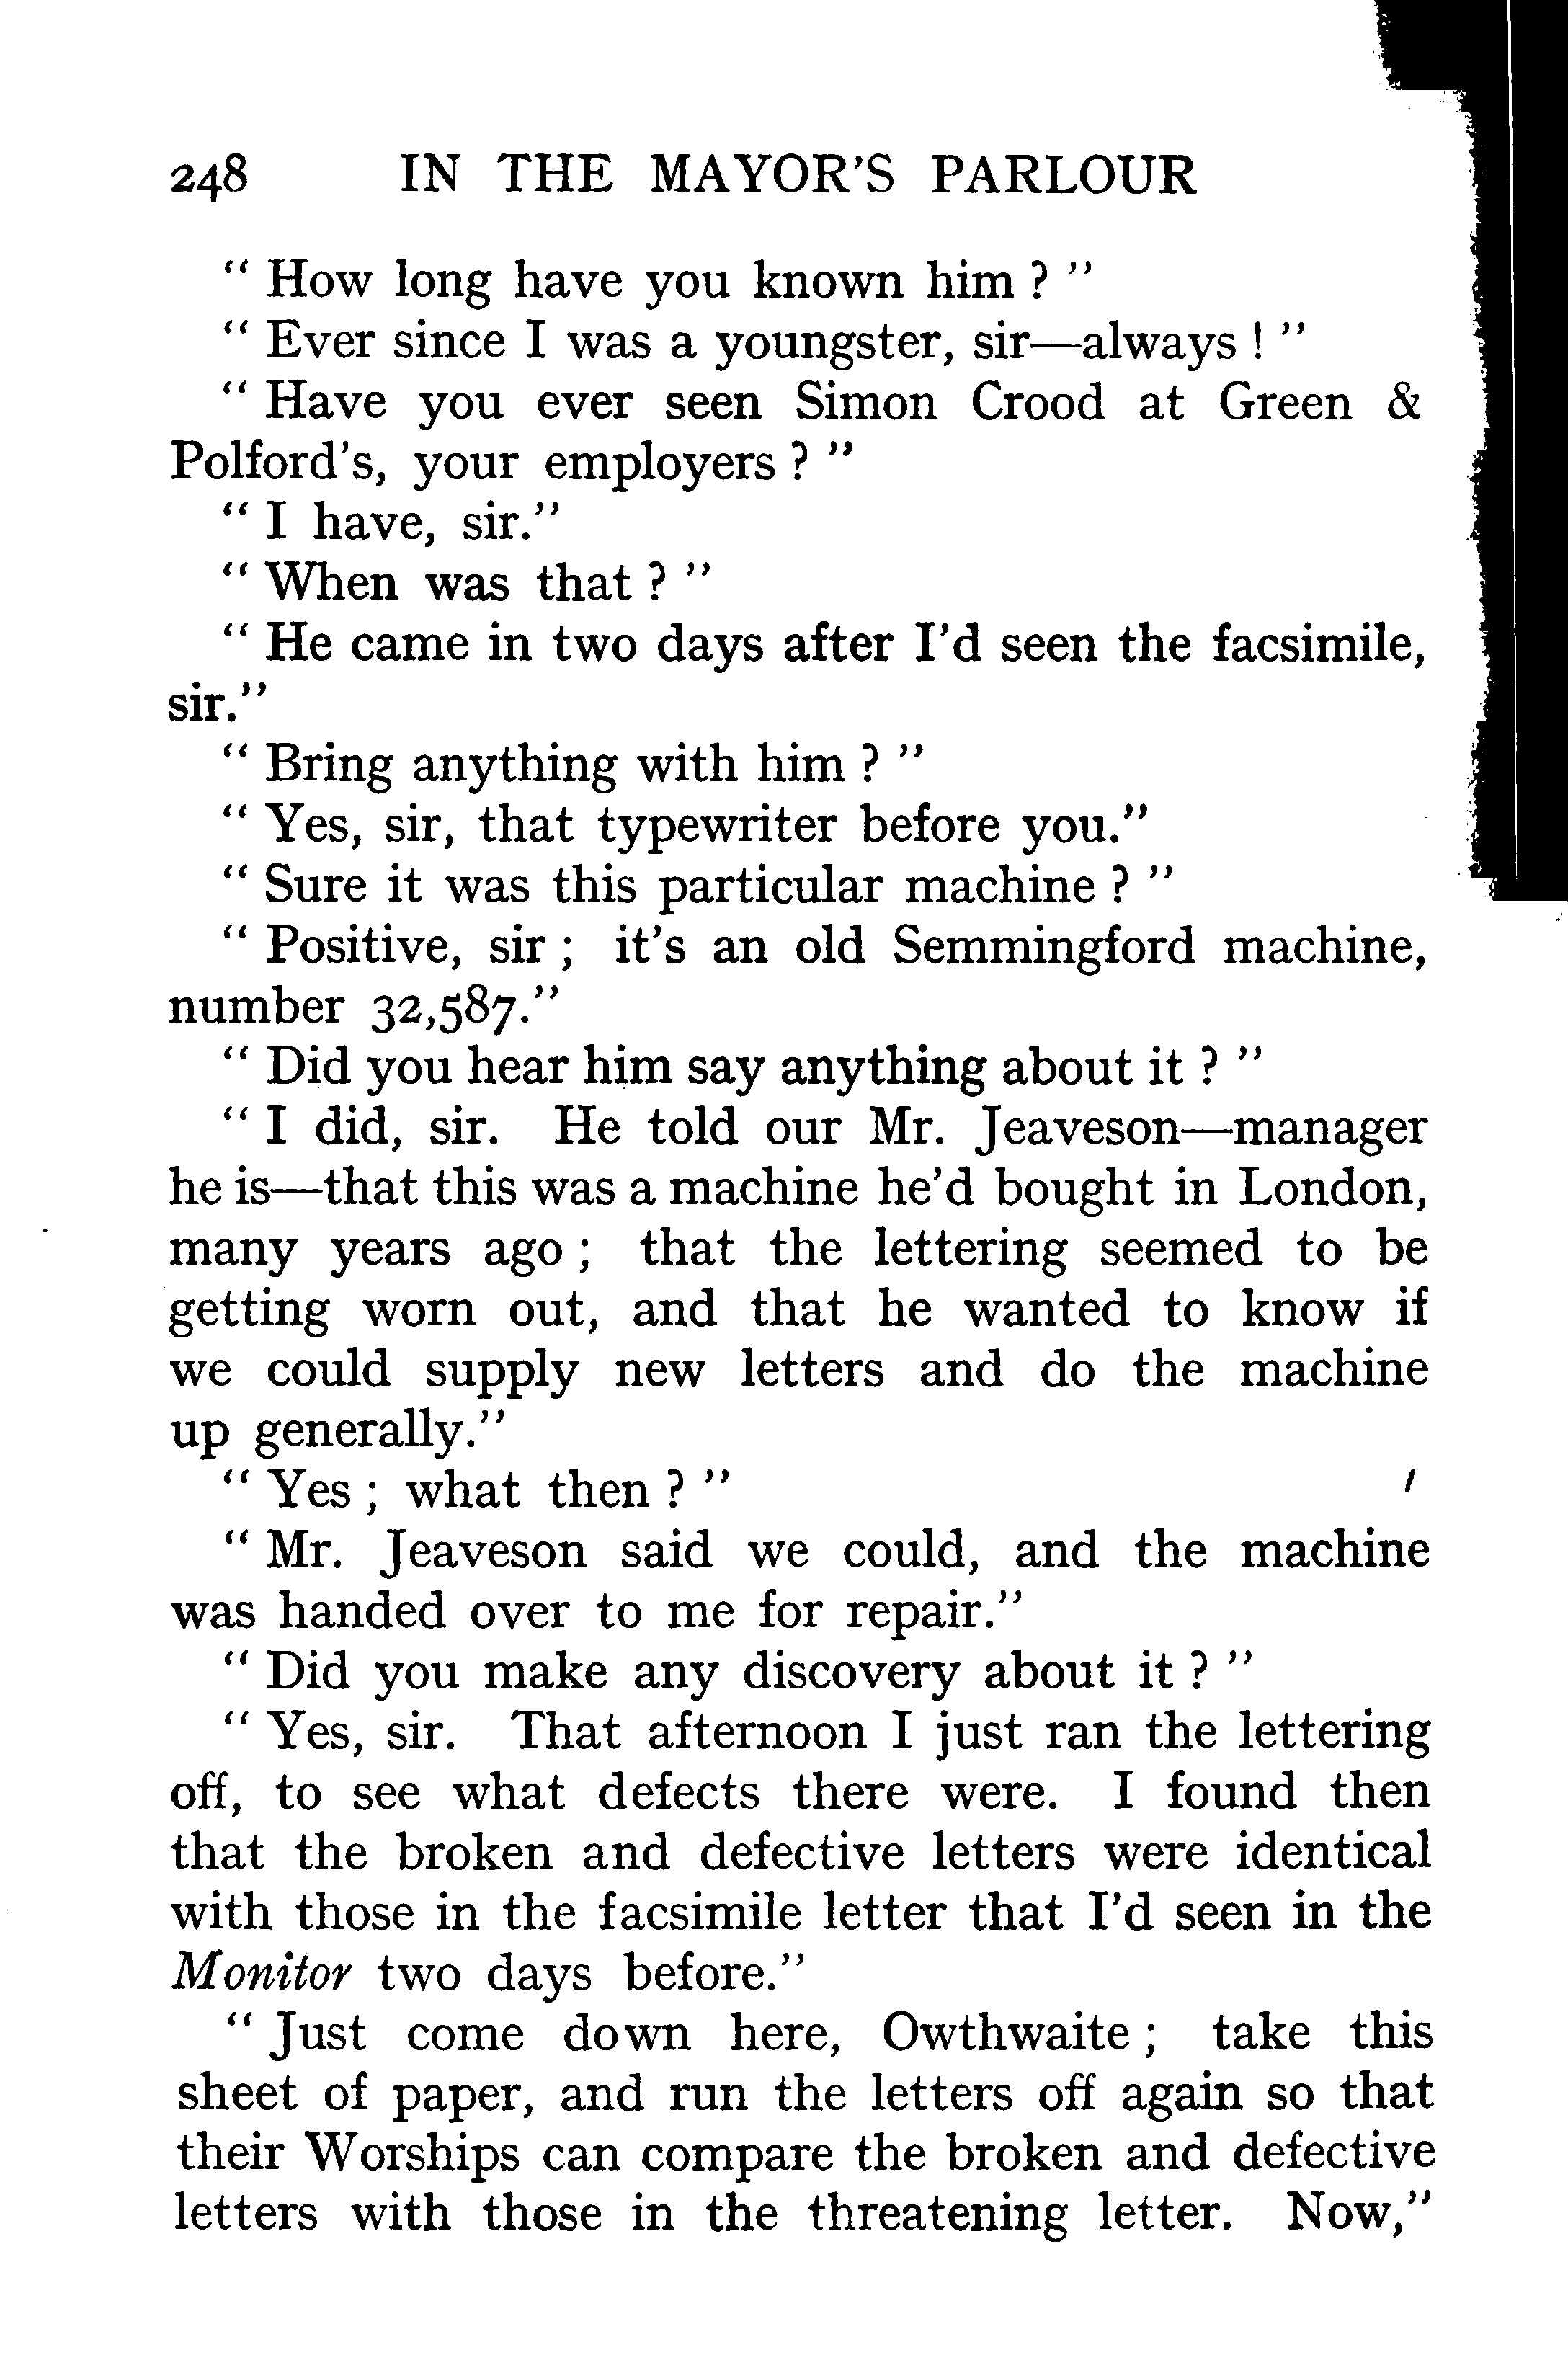 248 IN THE MAYOR'S PARLOUR
" How long have you known him ? "
" Ever since I was a youngster, sir—always ! "
" Have you ever seen Simon Crood at Green &
Polford's, your employers ? "
" I have, sir."
" When was that ? "
" He came in two days after I'd seen the facsimile,
sir."
" Bring anything with him ? "
" Yes, sir, that typewriter before you."
" Sure it was this particular machine ? "
" Positive, sir ; it's an old Semmingford machine,
number 32,587."
" Did you hear him say anything about it ? "
" I did, sir. He told our Mr. Jeaveson—manager
he is—that this was a machine he'd bought in London,
many years ago ; that the lettering seemed to be
getting worn out, and that he wanted to know if
we could supply new letters and do the machine
up generally."
" Yes ; what then ? "
" Mr. Jeaveson said we could, and the machine
was handed over to me for repair."
" Did you make any discovery about it ? "
" Yes, sir. That afternoon I just ran the lettering
off, to see what defects there were. I found then
that the broken and defective letters were identical
with those in the facsimile letter that I'd seen in the
Monitor two days before."
" Just come down here, Owthwaite ; take this
sheet of paper, and run the letters off again so that
their Worships can compare the broken and defective
letters with those in the threatening letter. Now,"